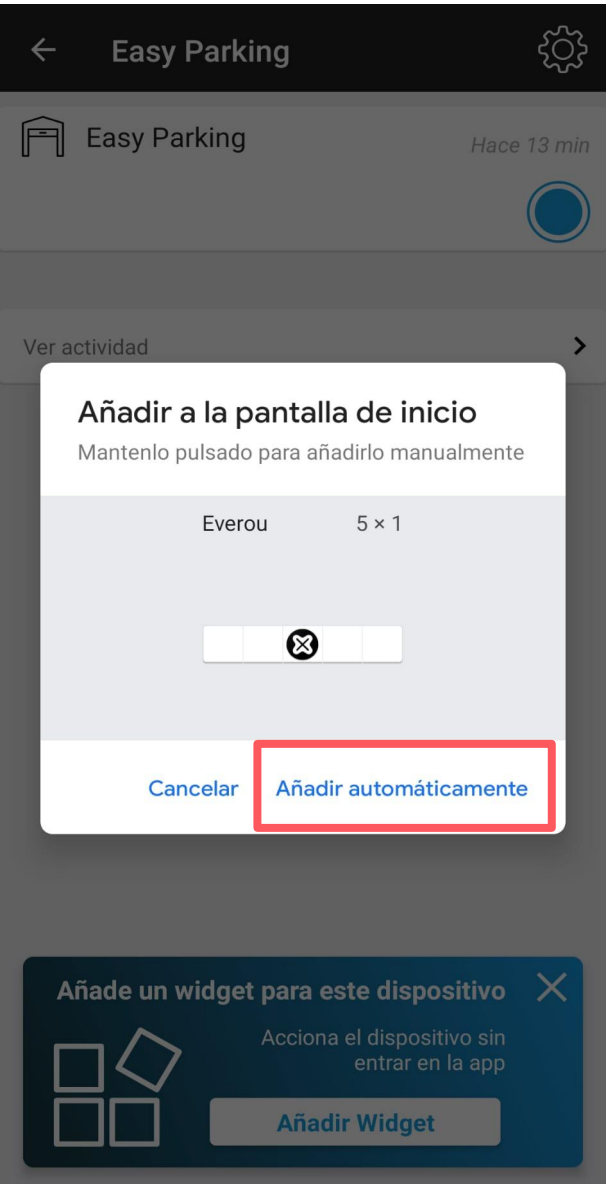 Easy Parking
Easy Parking
Hace 13 min
Ver actividad
Añadir a la pantalla de inicio
Mantenlo pulsado para añadirlo manualmente
Everou 5 × 1
Cancelar Añadir automáticamente
Añade un widget para este dispositivo
Acciona el dispositivo sin
entrar en la app
Añadir Widget